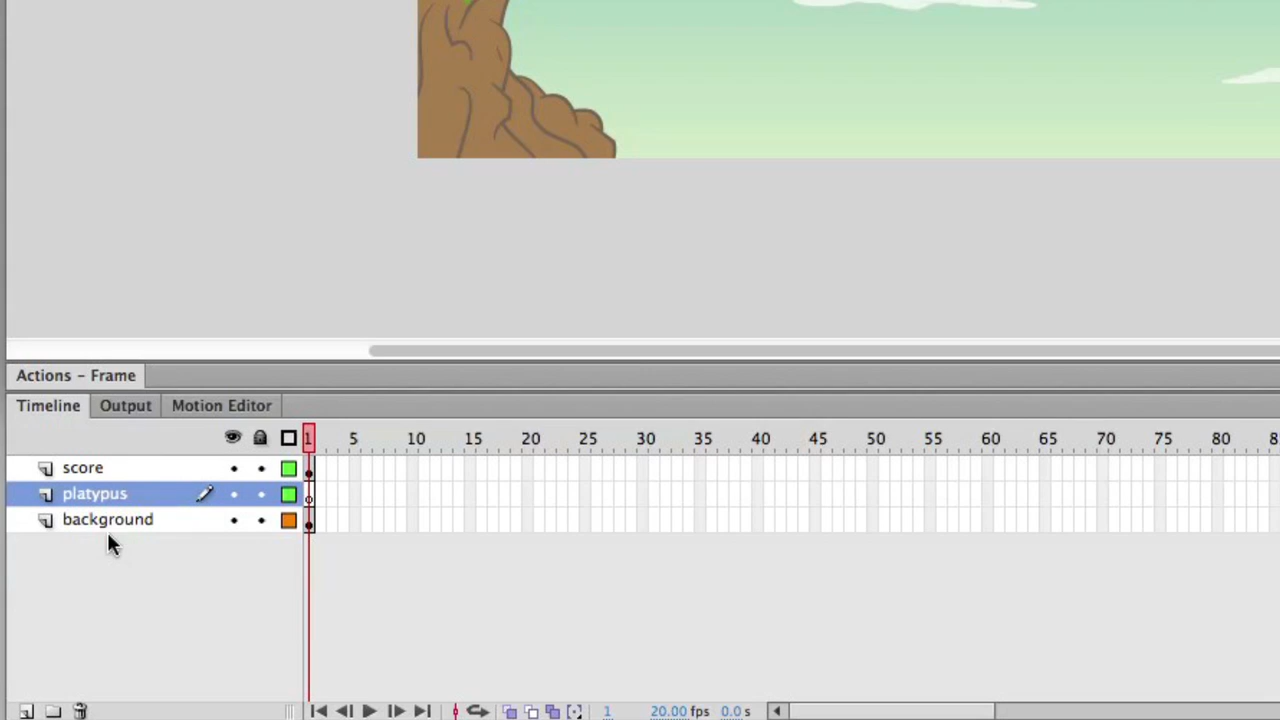 Actions – Frame
Timeline Output Motion Editor
1 5 10 15 20 25 30 35 40 45 50 55 60 65 70 75 80
score
platypus
background
1 20.00 fps 0.0 s